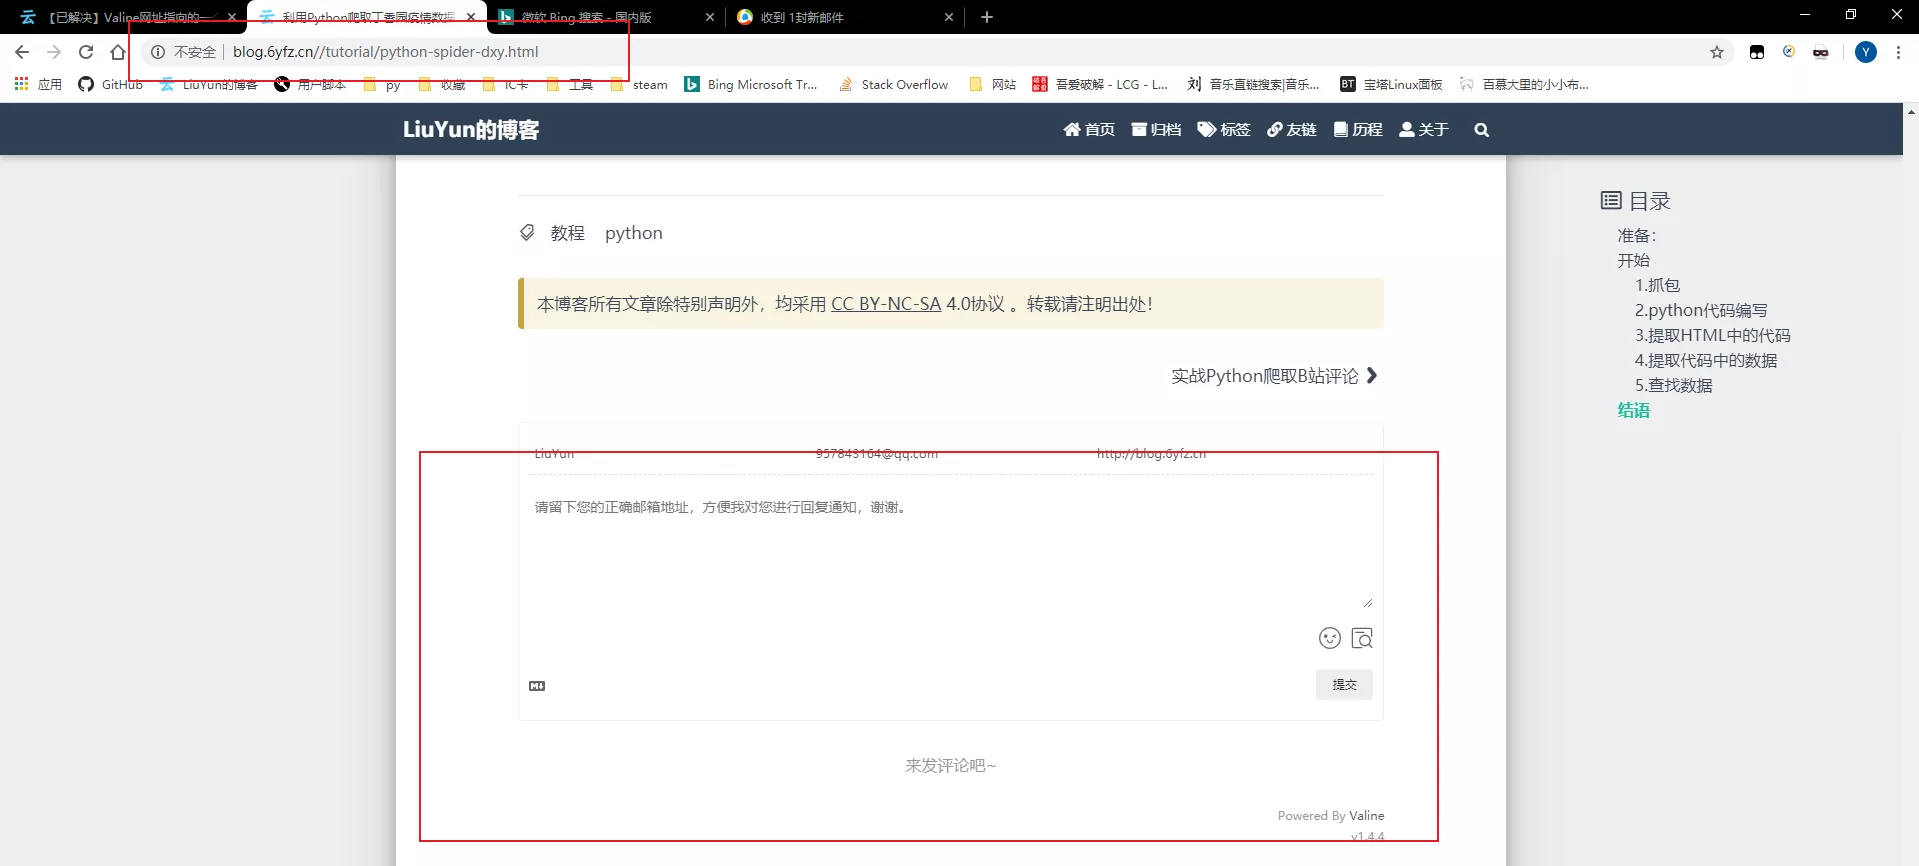 【已解决】Valine网址指向的一
利用Python爬取丁香园疫情数据
微软 Bing 搜索 - 国内版
收到 1封新邮件
不安全 blog.6yfz.cn//tutorial/python-spider-dxy.html
Y
应用 GitHub LiuYun的博客 用户脚本 py 收藏 IC卡 工具 steam Bing Microsoft Tr... Stack Overflow 网站 吾爱破解 - LCG - L... 音乐直链搜索|音乐... 宝塔Linux面板 百慕大里的小小布...
LiuYun的博客 首页 归档 标签 友链 历程 关于
教程 python
本博客所有文章除特别声明外，均采用 CC BY-NC-SA 4.0协议 。转载请注明出处！
实战Python爬取B站评论
LiuYun 957843164@qq.com http://blog.6yfz.cn
请留下您的正确邮箱地址，方便我对您进行回复通知，谢谢。
提交
来发评论吧~
Powered By Valine
v1.4.4
目录
准备：
开始
1.抓包
2.python代码编写
3.提取HTML中的代码
4.提取代码中的数据
5.查找数据
结语